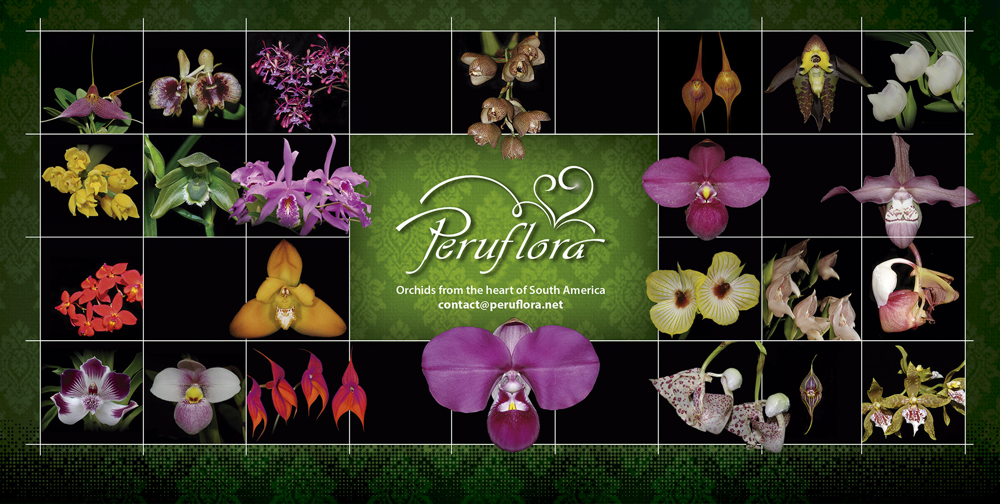 Peruflora
Orchids from the heart of South America
contact@peruflora.net